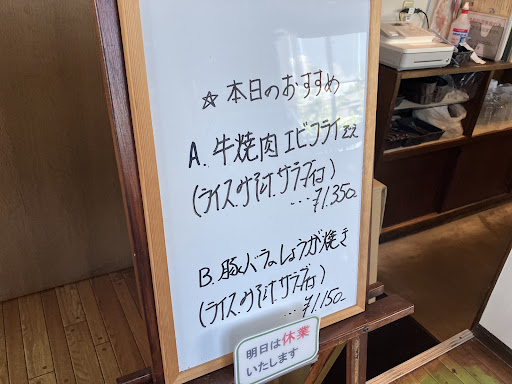 ☆ 本日のおすすめ
A. 牛焼肉 エビフライ添え
(ライス、みそ汁、サラダ付)
… ¥1,350
B. 豚バラのしょうが焼き
(ライス、みそ汁、サラダ付)
… ¥1,150
明日は休業
いたします